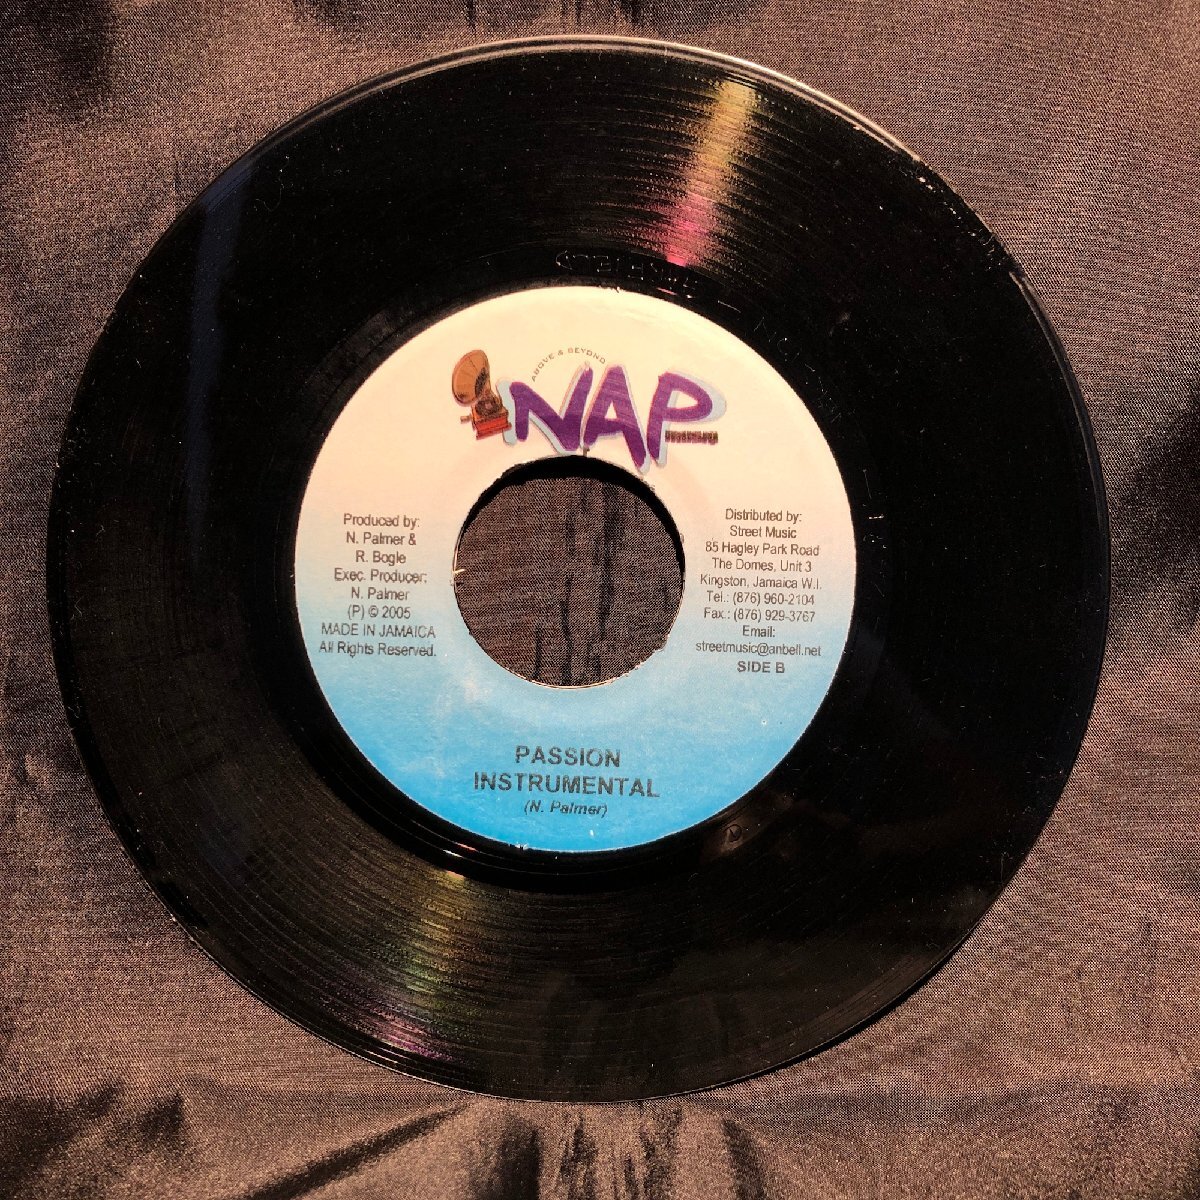 ABOVE & BEYOND
NAP
Produced by:
N. Palmer &
R. Bogle
Exec. Producer:
N. Palmer
(P) © 2005
MADE IN JAMAICA
All Rights Reserved.
Distributed by:
Street Music
85 Hagley Park Road
The Domes, Unit 3
Kingston, Jamaica W.I.
Tel.: (876) 960-2104
Fax.: (876) 929-3767
Email:
streetmusic@anbell.net
SIDE B
PASSION
INSTRUMENTAL
(N. Palmer)